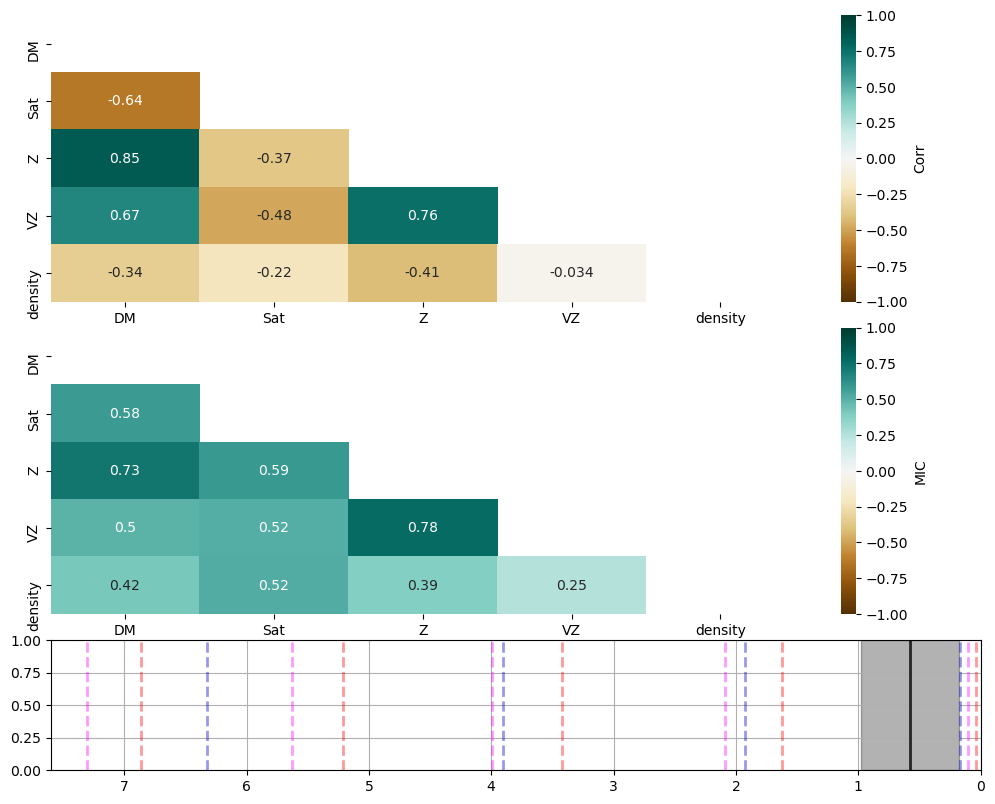 DM
Sat
Z
VZ
density
-0.64
0.85 -0.37
0.67 -0.48 0.76
-0.34 -0.22 -0.41 -0.034
DM Sat Z VZ density
1.00
0.75
0.50
0.25
0.00
−0.25
−0.50
−0.75
−1.00
Corr
DM
Sat
Z
VZ
density
0.58
0.73 0.59
0.5 0.52 0.78
0.42 0.52 0.39 0.25
DM Sat Z VZ density
1.00
0.75
0.50
0.25
0.00
−0.25
−0.50
−0.75
−1.00
MIC
1.00
0.75
0.50
0.25
0.00
7 6 5 4 3 2 1 0